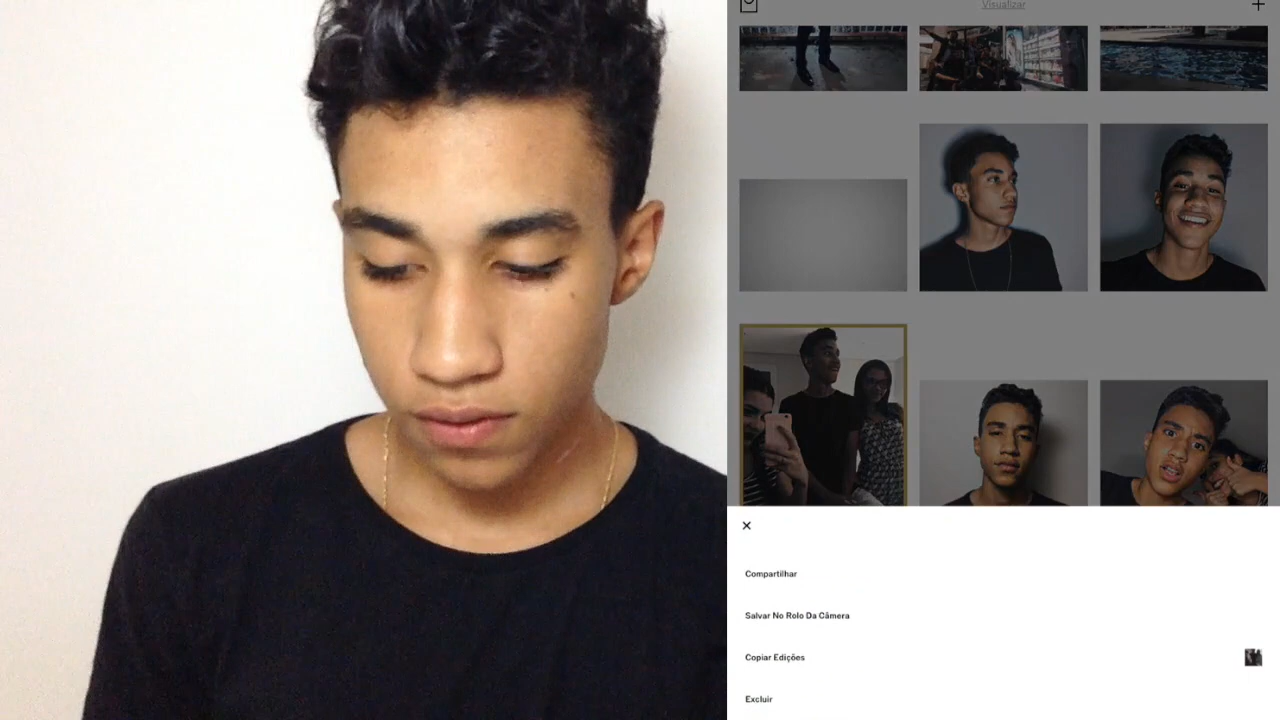 Visualizar
Compartilhar
Salvar No Rolo Da Câmera
Copiar Edições
Excluir